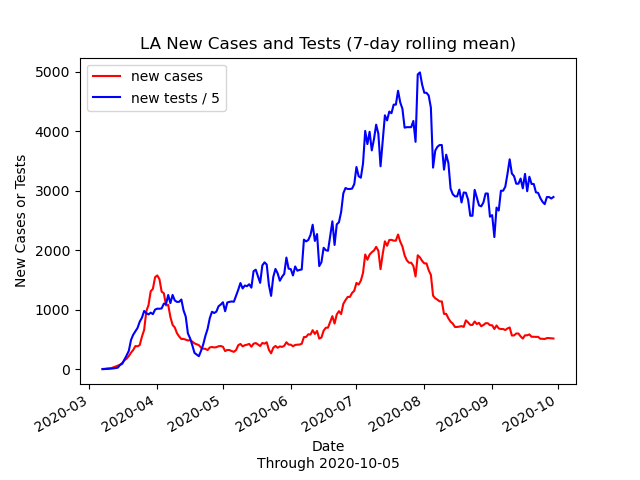 LA New Cases and Tests (7-day rolling mean)
new cases
new tests / 5
New Cases or Tests
5000
4000
3000
2000
1000
0
2020-03
2020-04
2020-05
2020-06
2020-07
2020-08
2020-09
2020-10
Date
Through 2020-10-05